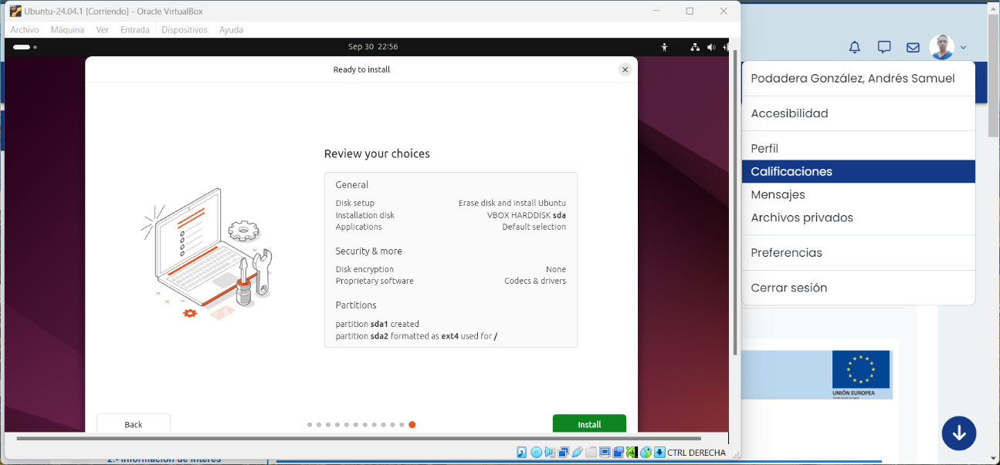 Ubuntu-24.04.1 [Corriendo] - Oracle VirtualBox
Archivo Máquina Ver Entrada Dispositivos Ayuda
Sep 30 22:56
Ready to install
Review your choices
General
Disk setup Erase disk and install Ubuntu
Installation disk VBOX HARDDISK sda
Applications Default selection
Security & more
Disk encryption None
Proprietary software Codecs & drivers
Partitions
partition sda1 created
partition sda2 formatted as ext4 used for /
Back
Install
CTRL DERECHA
Podadera González, Andrés Samuel
Accesibilidad
Perfil
Calificaciones
Mensajes
Archivos privados
Preferencias
Cerrar sesión
UNIÓN EUROPEA
Fondo Social Europeo
2.- Información de interés